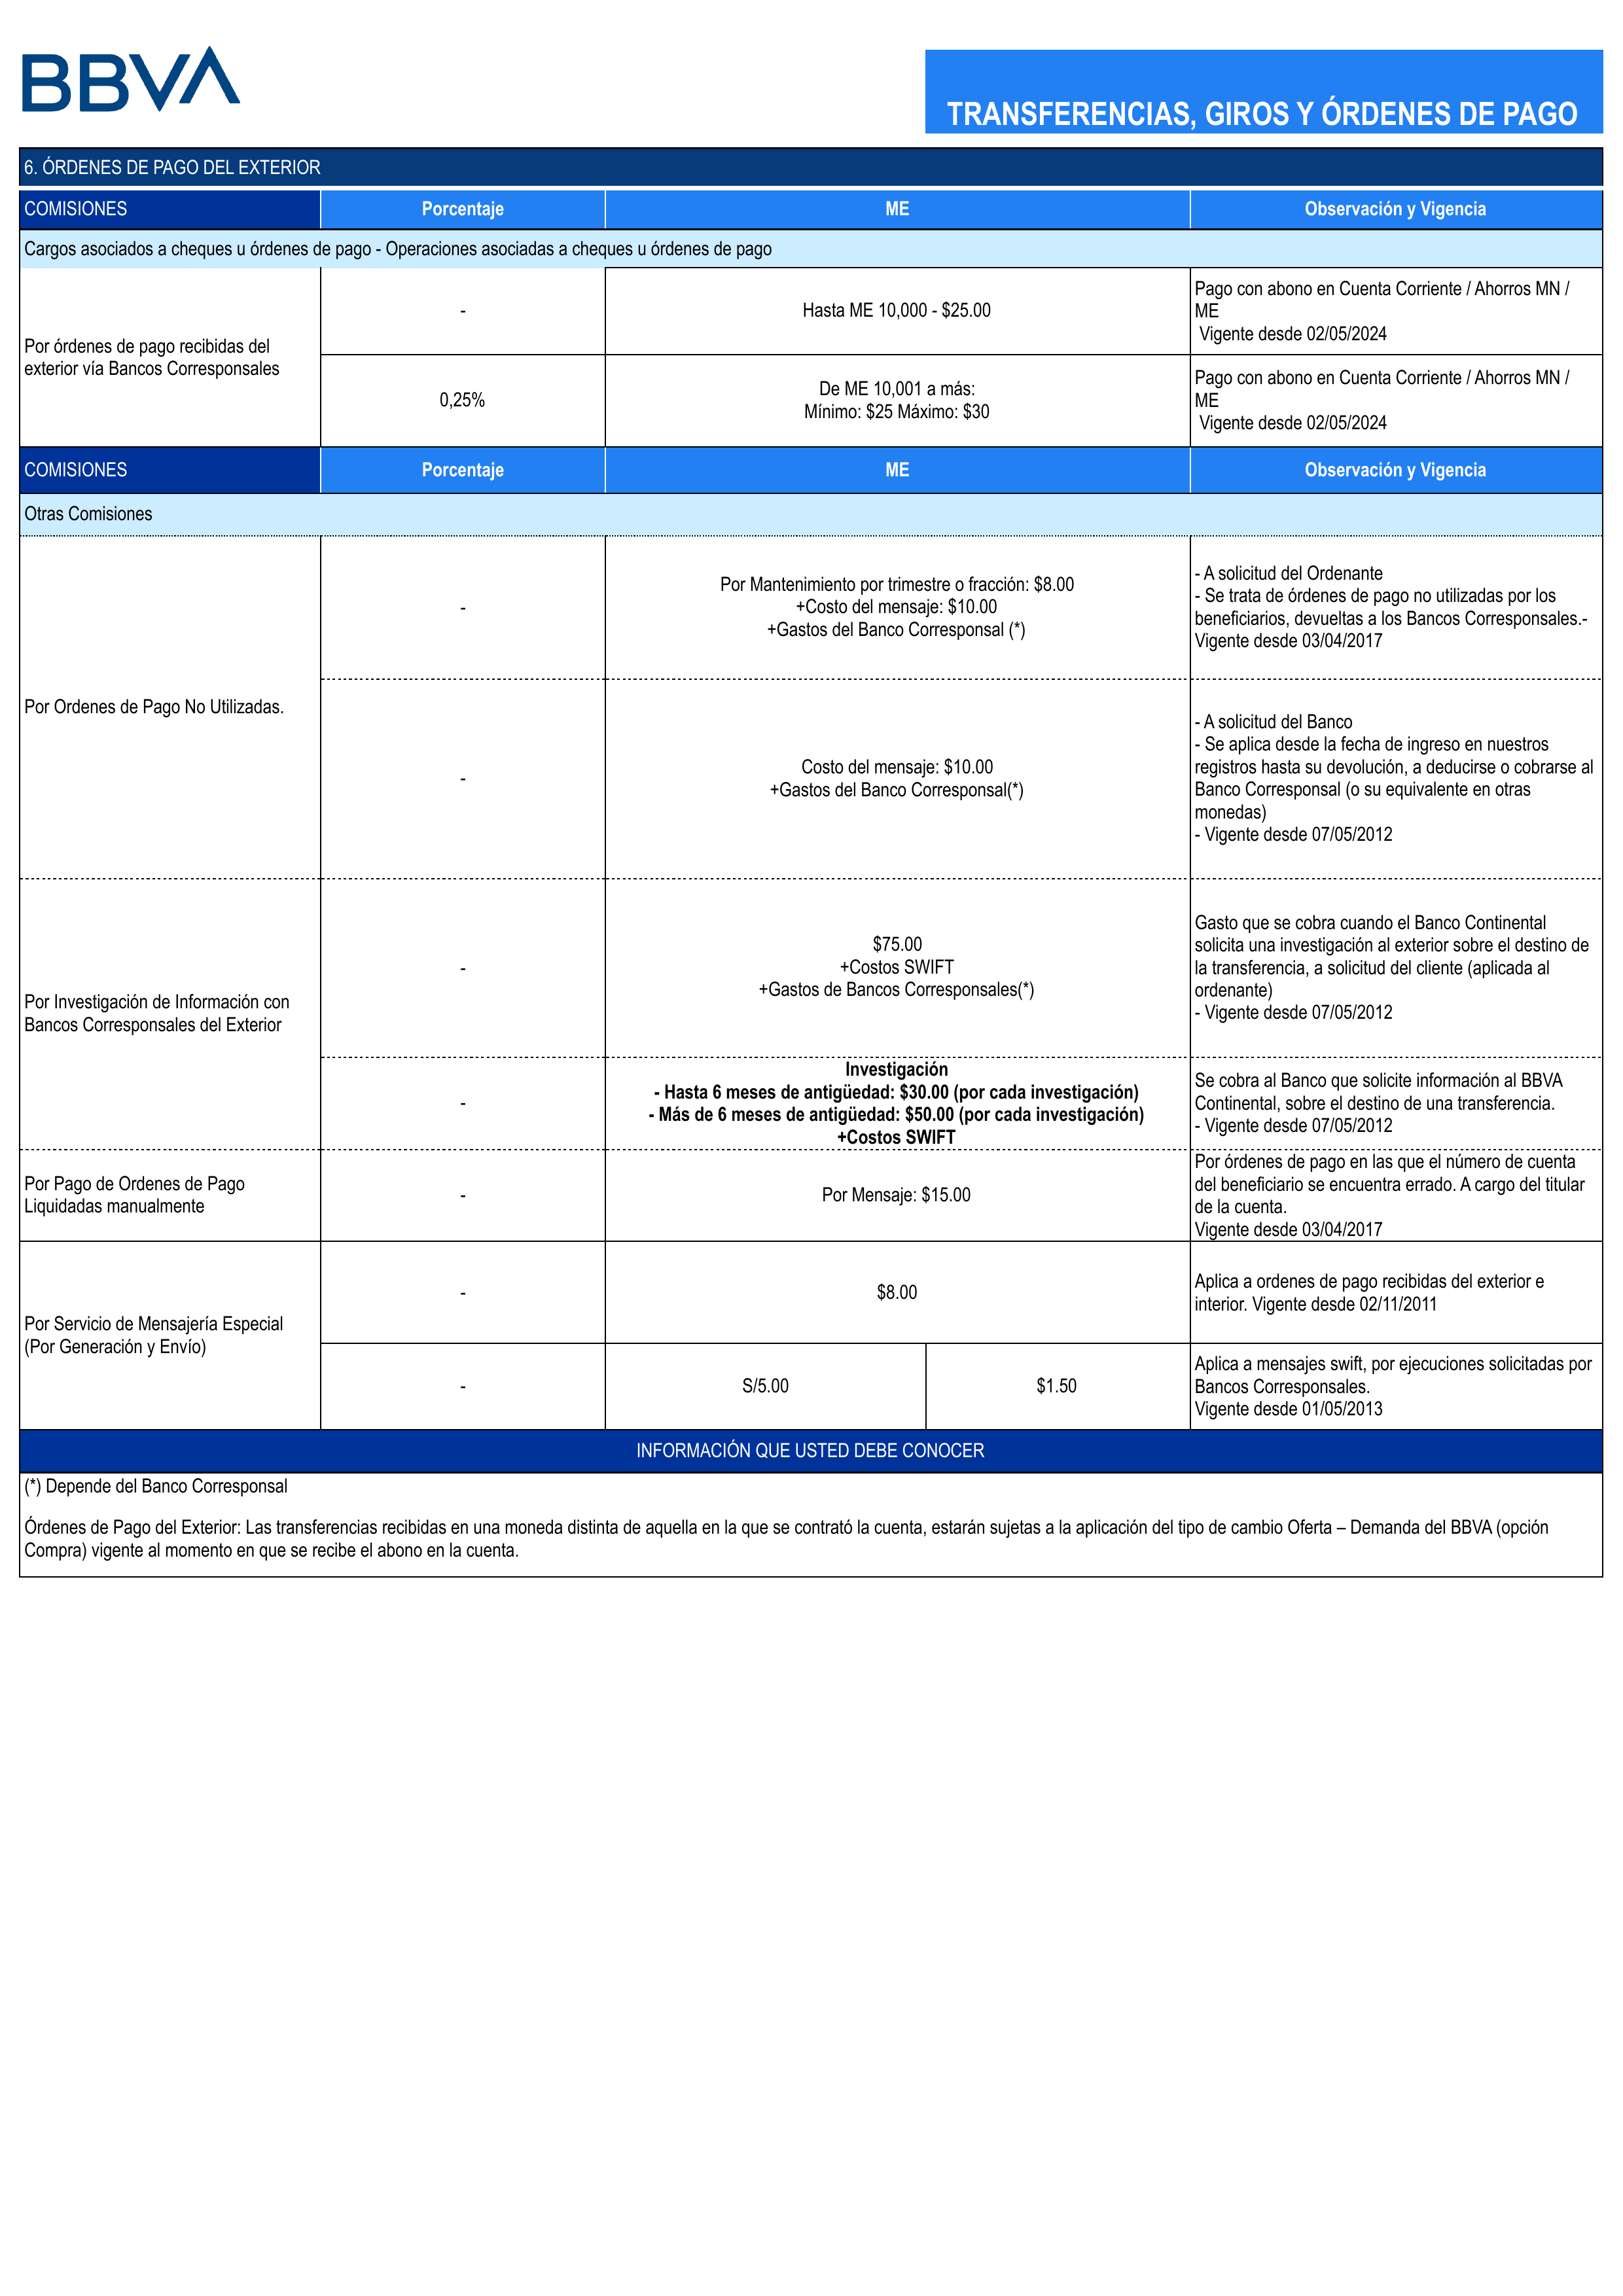 BBVA
TRANSFERENCIAS, GIROS Y ÓRDENES DE PAGO
6. ÓRDENES DE PAGO DEL EXTERIOR
COMISIONES
Porcentaje
ME
Observación y Vigencia
Cargos asociados a cheques u órdenes de pago - Operaciones asociadas a cheques u órdenes de pago
Por órdenes de pago recibidas del
exterior vía Bancos Corresponsales
-
Hasta ME 10,000 - $25.00
Pago con abono en Cuenta Corriente / Ahorros MN /
ME
Vigente desde 02/05/2024
0,25%
De ME 10,001 a más:
Mínimo: $25 Máximo: $30
Pago con abono en Cuenta Corriente / Ahorros MN /
ME
Vigente desde 02/05/2024
COMISIONES
Porcentaje
ME
Observación y Vigencia
Otras Comisiones
Por Ordenes de Pago No Utilizadas.
-
Por Mantenimiento por trimestre o fracción: $8.00
+Costo del mensaje: $10.00
+Gastos del Banco Corresponsal (*)
- A solicitud del Ordenante
- Se trata de órdenes de pago no utilizadas por los
beneficiarios, devueltas a los Bancos Corresponsales.-
Vigente desde 03/04/2017
-
Costo del mensaje: $10.00
+Gastos del Banco Corresponsal(*)
- A solicitud del Banco
- Se aplica desde la fecha de ingreso en nuestros
registros hasta su devolución, a deducirse o cobrarse al
Banco Corresponsal (o su equivalente en otras
monedas)
- Vigente desde 07/05/2012
Por Investigación de Información con
Bancos Corresponsales del Exterior
-
$75.00
+Costos SWIFT
+Gastos de Bancos Corresponsales(*)
Gasto que se cobra cuando el Banco Continental
solicita una investigación al exterior sobre el destino de
la transferencia, a solicitud del cliente (aplicada al
ordenante)
- Vigente desde 07/05/2012
-
Investigación
- Hasta 6 meses de antigüedad: $30.00 (por cada investigación)
- Más de 6 meses de antigüedad: $50.00 (por cada investigación)
+Costos SWIFT
Se cobra al Banco que solicite información al BBVA
Continental, sobre el destino de una transferencia.
- Vigente desde 07/05/2012
Por Pago de Ordenes de Pago
Liquidadas manualmente
-
Por Mensaje: $15.00
Por órdenes de pago en las que el número de cuenta
del beneficiario se encuentra errado. A cargo del titular
de la cuenta.
Vigente desde 03/04/2017
Por Servicio de Mensajería Especial
(Por Generación y Envío)
-
$8.00
Aplica a ordenes de pago recibidas del exterior e
interior. Vigente desde 02/11/2011
-
S/5.00
$1.50
Aplica a mensajes swift, por ejecuciones solicitadas por
Bancos Corresponsales.
Vigente desde 01/05/2013
INFORMACIÓN QUE USTED DEBE CONOCER
(*) Depende del Banco Corresponsal
Órdenes de Pago del Exterior: Las transferencias recibidas en una moneda distinta de aquella en la que se contrató la cuenta, estarán sujetas a la aplicación del tipo de cambio Oferta – Demanda del BBVA (opción
Compra) vigente al momento en que se recibe el abono en la cuenta.